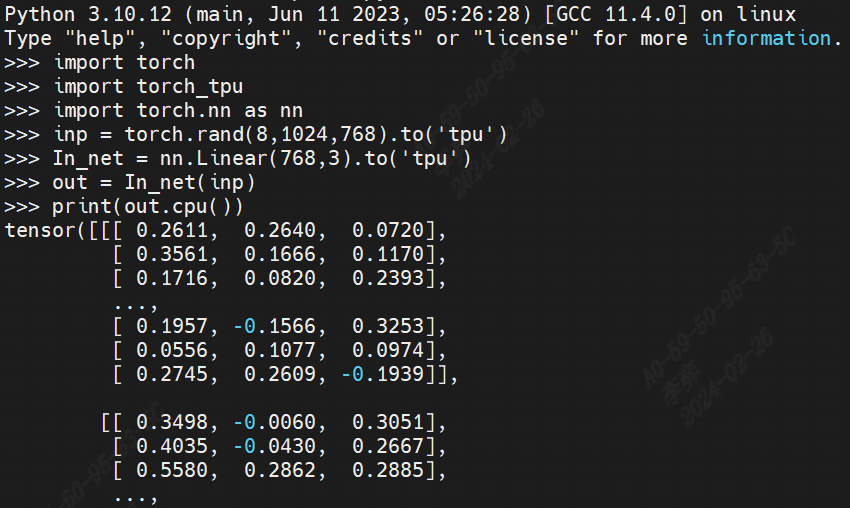 Python 3.10.12 (main, Jun 11 2023, 05:26:28) [GCC 11.4.0] on linux
Type "help", "copyright", "credits" or "license" for more information.
>>> import torch
>>> import torch_tpu
>>> import torch.nn as nn
>>> inp = torch.rand(8,1024,768).to('tpu')
>>> In_net = nn.Linear(768,3).to('tpu')
>>> out = In_net(inp)
>>> print(out.cpu())
tensor([[[ 0.2611,  0.2640,  0.0720],
         [ 0.3561,  0.1666,  0.1170],
         [ 0.1716,  0.0820,  0.2393],
         ...,
         [ 0.1957, -0.1566,  0.3253],
         [ 0.0556,  0.1077,  0.0974],
         [ 0.2745,  0.2609, -0.1939]],

        [[ 0.3498, -0.0060,  0.3051],
         [ 0.4035, -0.0430,  0.2667],
         [ 0.5580,  0.2862,  0.2885],
         ...,
2024-02-26
A0-59-50-95-63-5C
2024-02-26